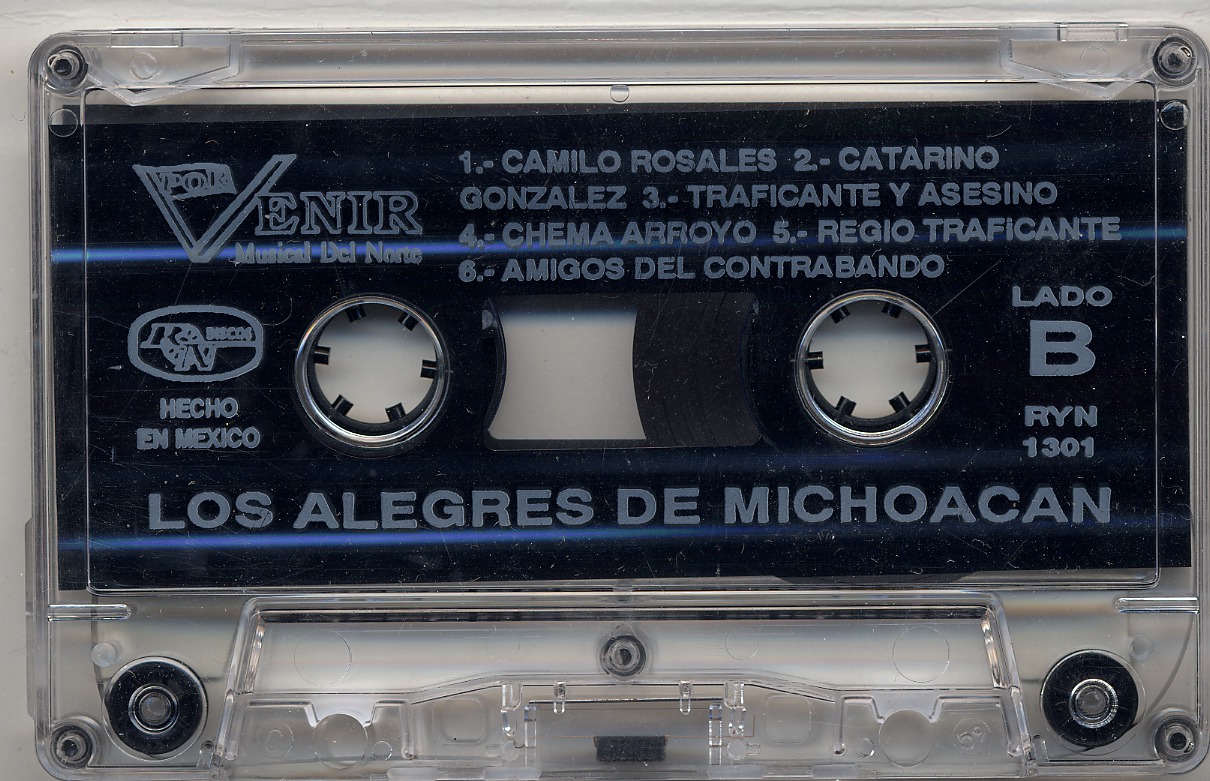 POR VENIR
Musical Del Norte
1.- CAMILO ROSALES 2.- CATARINO
GONZALEZ 3.- TRAFICANTE Y ASESINO
4.- CHEMA ARROYO 5.- REGIO TRAFICANTE
6.- AMIGOS DEL CONTRABANDO
RYN DISCOS
HECHO
EN MEXICO
LADO
B
RYN
1301
LOS ALEGRES DE MICHOACAN